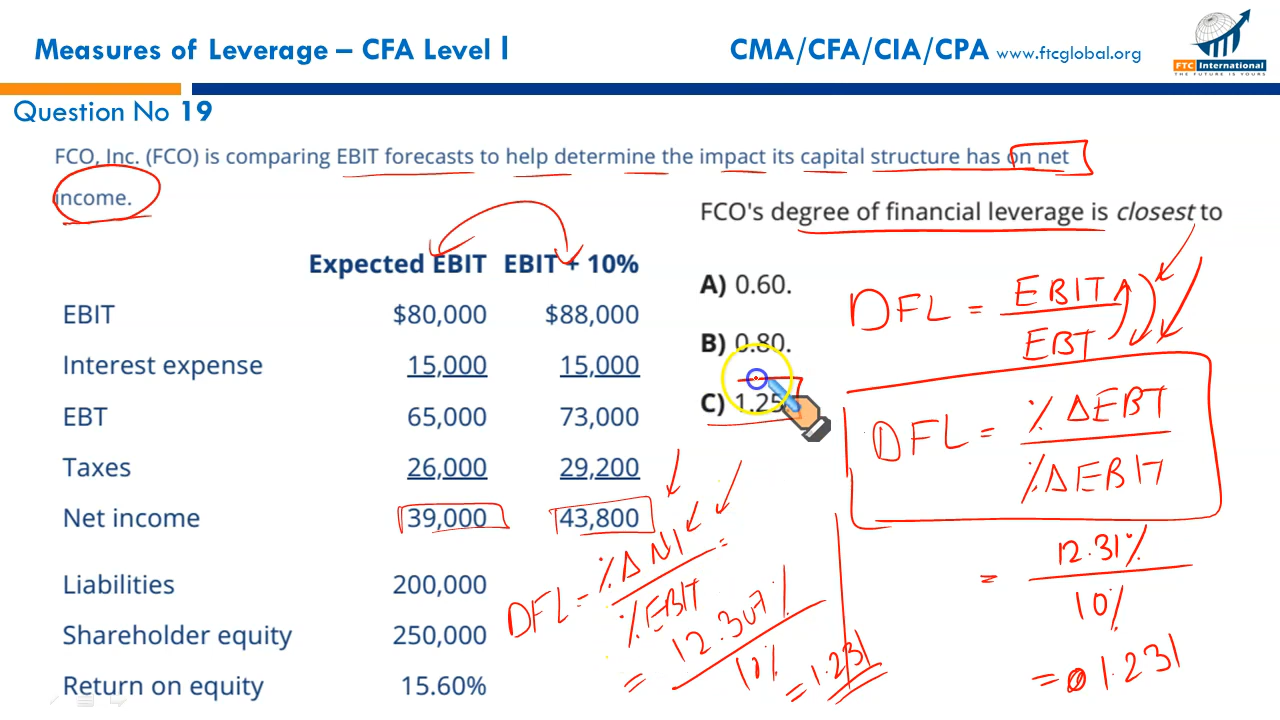 Measures of Leverage – CFA Level I
CMA/CFA/CIA/CPA www.ftcglobal.org
FTC International
THE FUTURE IS YOURS
Question No 19
FCO, Inc. (FCO) is comparing EBIT forecasts to help determine the impact its capital structure has on net
income.
Expected EBIT EBIT + 10%
EBIT $80,000 $88,000
Interest expense 15,000 15,000
EBT 65,000 73,000
Taxes 26,000 29,200
Net income 39,000 43,800
Liabilities 200,000
Shareholder equity 250,000
Return on equity 15.60%
FCO's degree of financial leverage is closest to
A) 0.60.
B) 0.80.
C) 1.25
DFL = EBIT
EBT
DFL = % ΔEBT
% ΔEBIT
= 12.31%
10%
= 1.231
DFL = % Δ NI =
% EBIT
= 12.307%
10%
= 1.231